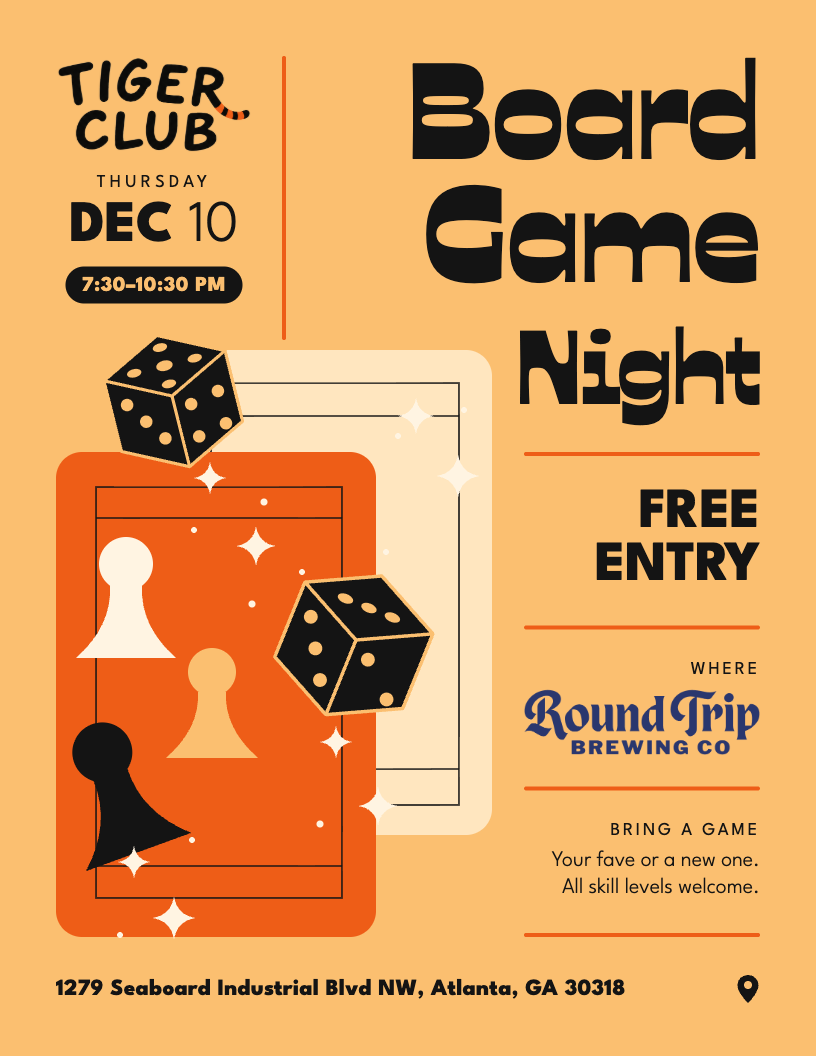 TIGER
CLUB
THURSDAY
DEC 10
7:30–10:30 PM
Board
Game
Night
FREE
ENTRY
WHERE
Round Trip
BREWING CO
BRING A GAME
Your fave or a new one.
All skill levels welcome.
1279 Seaboard Industrial Blvd NW, Atlanta, GA 30318